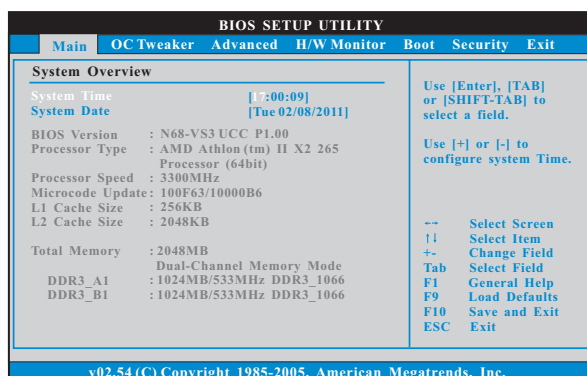 BIOS SETUP UTILITY
Main OC Tweaker Advanced H/W Monitor Boot Security Exit
System Overview
System Time [17:00:09]
System Date [Tue 02/08/2011]
BIOS Version : N68-VS3 UCC P1.00
Processor Type : AMD Athlon (tm) II X2 265
Processor (64bit)
Processor Speed : 3300MHz
Microcode Update : 100F63/10000B6
L1 Cache Size : 256KB
L2 Cache Size : 2048KB
Total Memory : 2048MB
Dual-Channel Memory Mode
DDR3_A1 : 1024MB/533MHz DDR3_1066
DDR3_B1 : 1024MB/533MHz DDR3_1066
Use [Enter], [TAB]
or [SHIFT-TAB] to
select a field.
Use [+] or [-] to
configure system Time.
←→ Select Screen
↑↓ Select Item
+- Change Field
Tab Select Field
F1 General Help
F9 Load Defaults
F10 Save and Exit
ESC Exit
v02.54 (C) Copyright 1985-2005, American Megatrends, Inc.